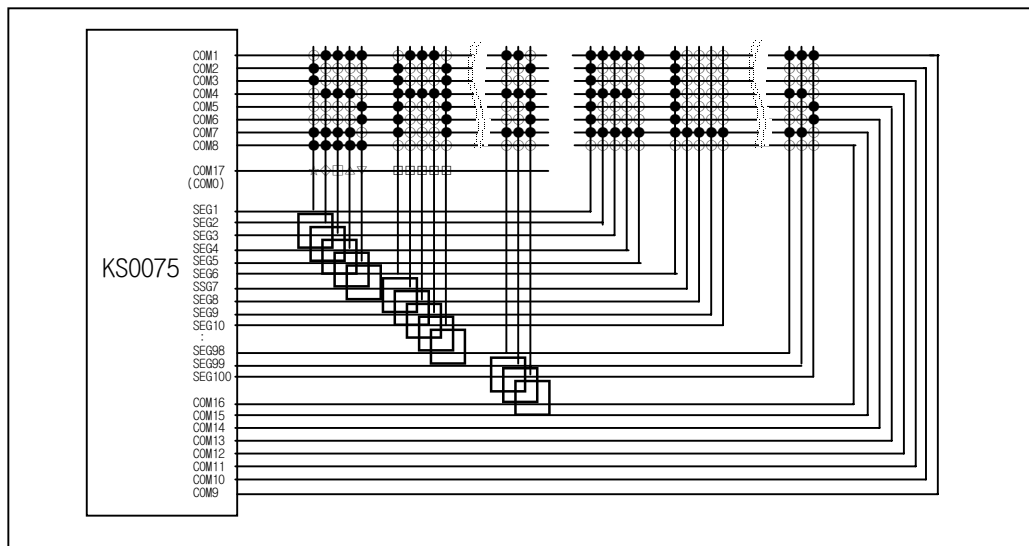 COM1
COM2
COM3
COM4
COM5
COM6
COM7
COM8
COM17
(COM0)
SEG1
SEG2
SEG3
SEG4
SEG5
SEG6
SSG7
SEG8
SEG9
SEG10
:
SEG98
SEG99
SEG100
COM16
COM15
COM14
COM13
COM12
COM11
COM10
COM9
KS0075